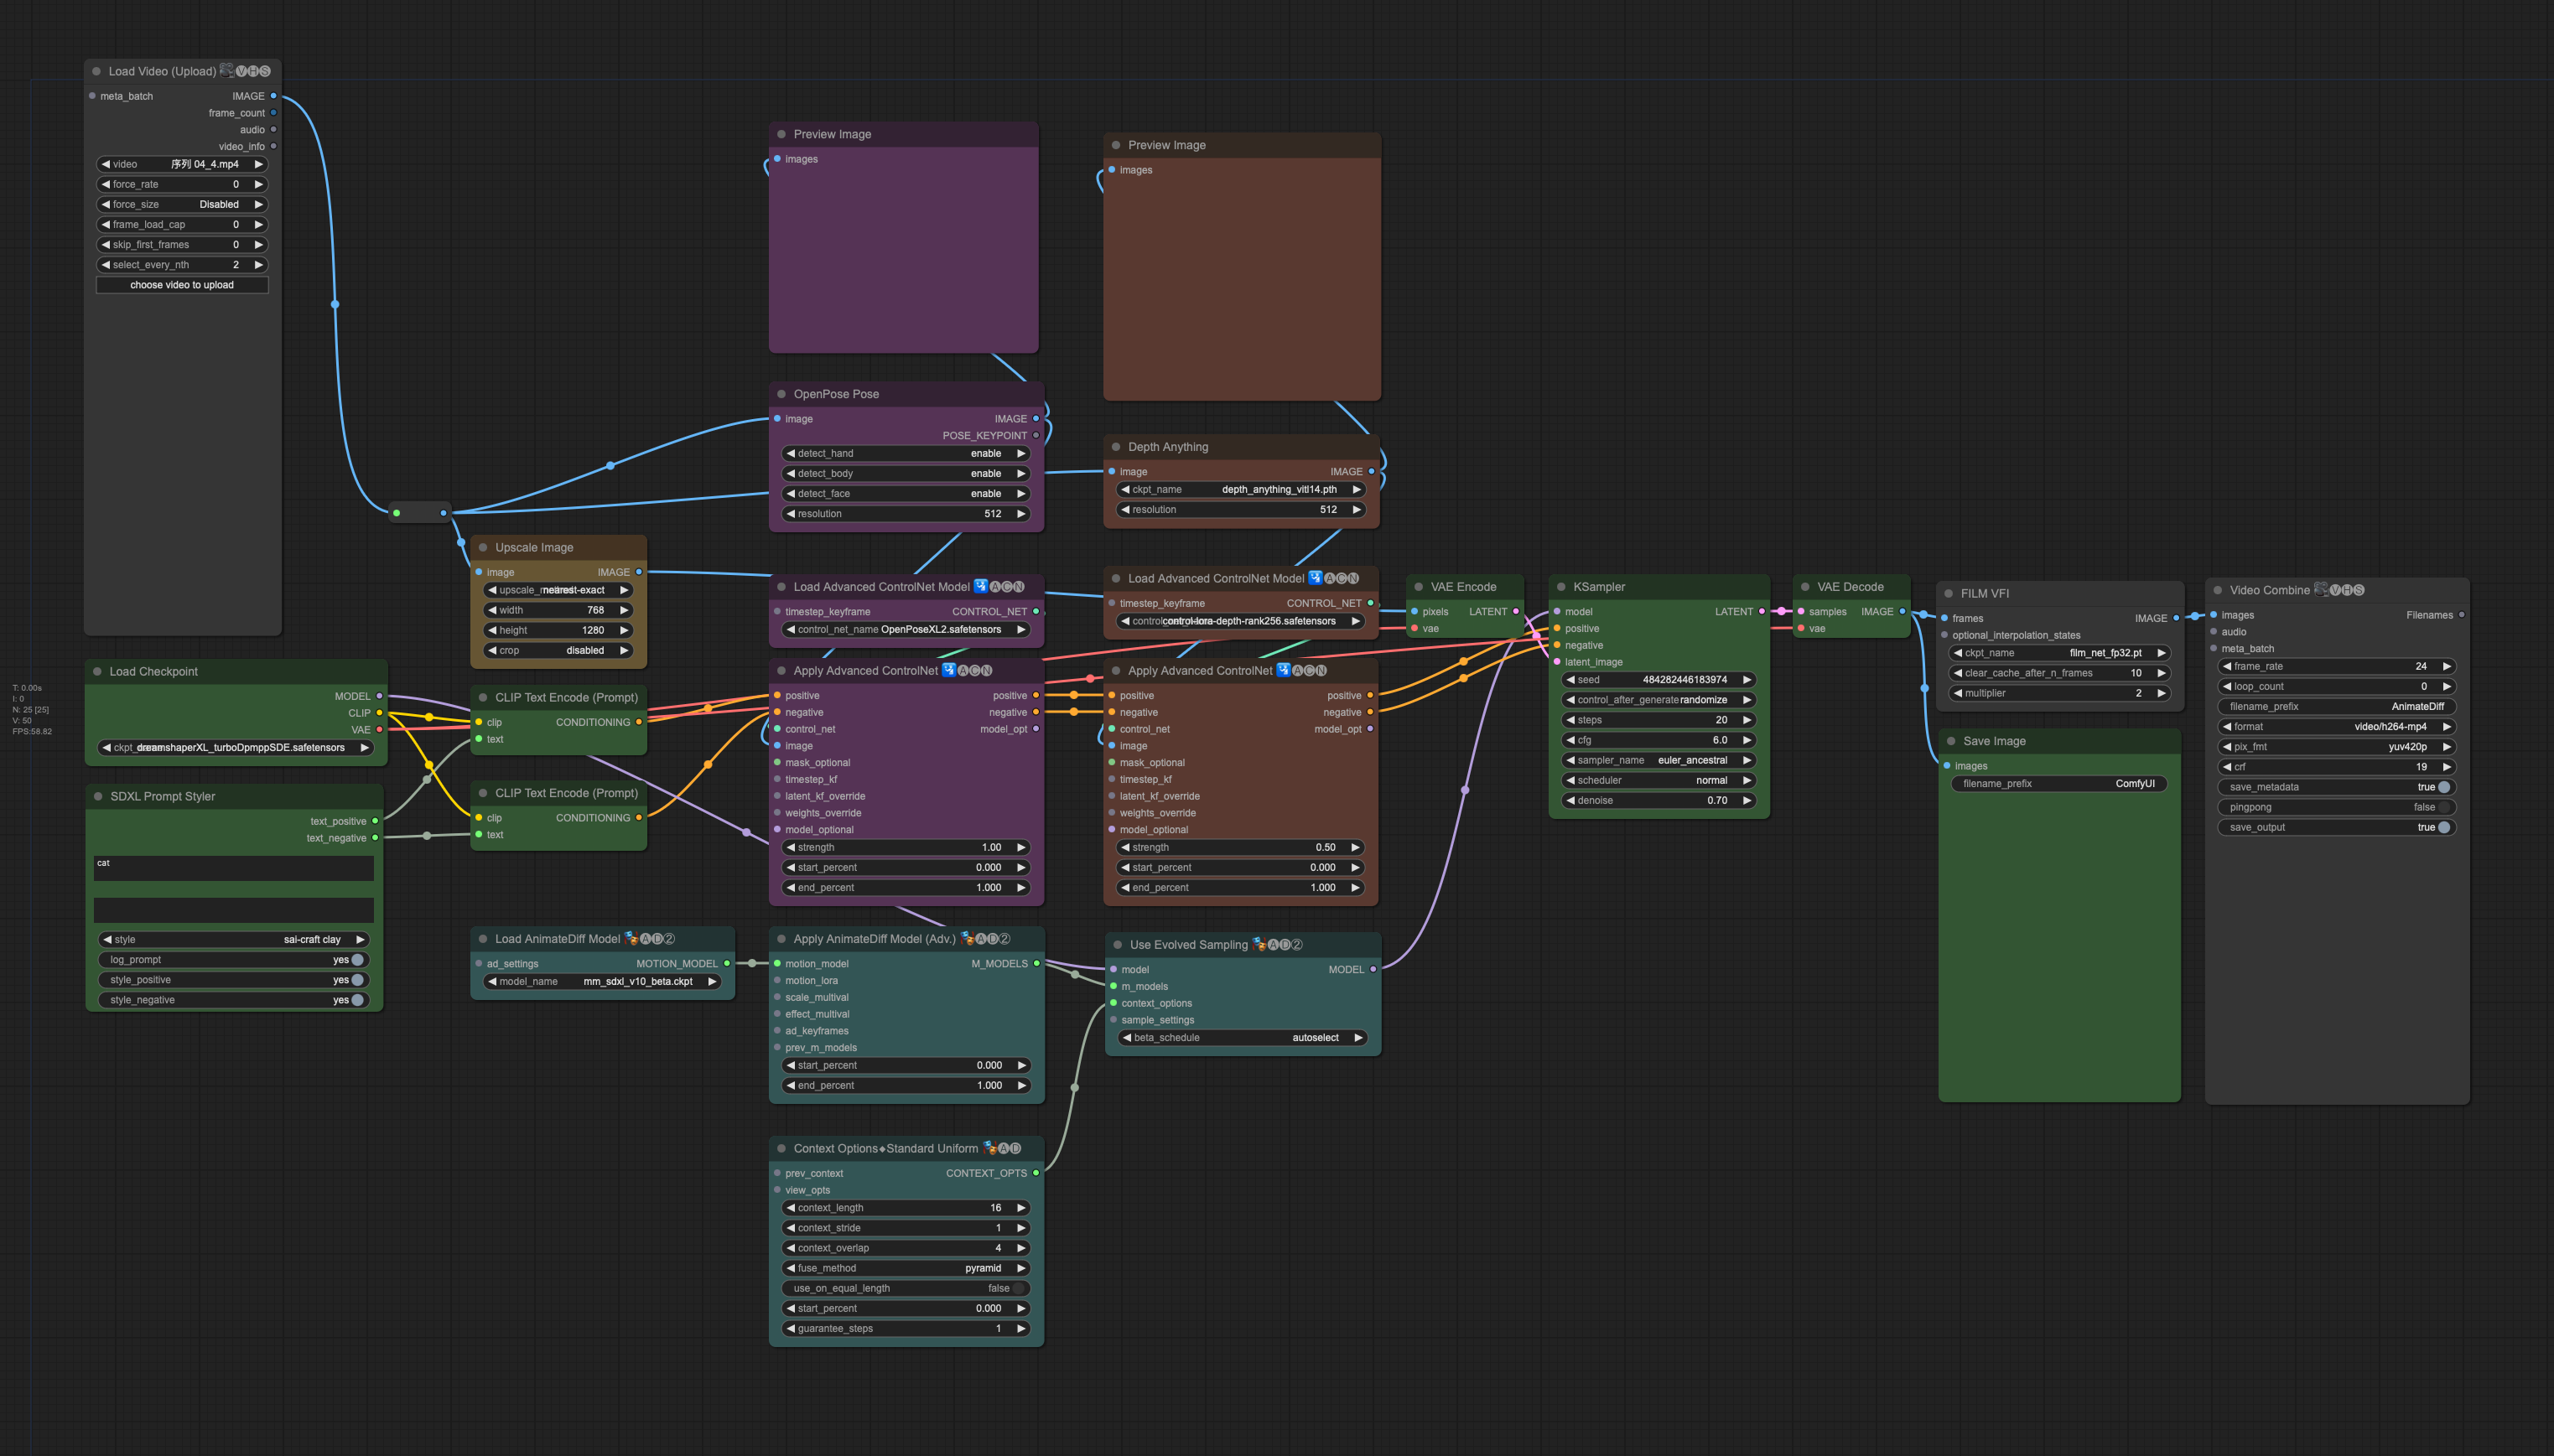 Load Video (Upload) 🎥🅥🅗🅢
meta_batch IMAGE
frame_count
audio
video_info
video 序列 04_4.mp4
force_rate 0
force_size Disabled
frame_load_cap 0
skip_first_frames 0
select_every_nth 2
choose video to upload
Preview Image
images
Preview Image
images
OpenPose Pose
image IMAGE
POSE_KEYPOINT
detect_hand enable
detect_body enable
detect_face enable
resolution 512
Depth Anything
image IMAGE
ckpt_name depth_anything_vitl14.pth
resolution 512
Upscale Image
image IMAGE
nearest-exact
width 768
height 1280
crop disabled
Load Advanced ControlNet Model 🛂🅐🅒🅝
timestep_keyframe CONTROL_NET
control_net_name OpenPoseXL2.safetensors
Load Advanced ControlNet Model 🛂🅐🅒🅝
timestep_keyframe CONTROL_NET
control-lora-depth-rank256.safetensors
VAE Encode
pixels LATENT
vae
KSampler
model LATENT
positive
negative
latent_image
seed 484282446183974
control_after_generate randomize
steps 20
cfg 6.0
sampler_name euler_ancestral
scheduler normal
denoise 0.70
VAE Decode
samples IMAGE
vae
FILM VFI
frames IMAGE
optional_interpolation_states
ckpt_name film_net_fp32.pt
clear_cache_after_n_frames 10
multiplier 2
Video Combine 🎥🅥🅗🅢
images Filenames
audio
meta_batch
frame_rate 24
loop_count 0
filename_prefix AnimateDiff
format video/h264-mp4
pix_fmt yuv420p
crf 19
save_metadata true
pingpong false
save_output true
Save Image
images
filename_prefix ComfyUI
T: 0.00s
I: 0
N: 25 [25]
V: 50
FPS:58.82
Load Checkpoint
MODEL
CLIP
VAE
dreamshaperXL_turboDpmppSDE.safetensors
CLIP Text Encode (Prompt)
clip CONDITIONING
text
CLIP Text Encode (Prompt)
clip CONDITIONING
text
SDXL Prompt Styler
text_positive
text_negative
cat
style sai-craft clay
log_prompt yes
style_positive yes
style_negative yes
Apply Advanced ControlNet 🛂🅐🅒🅝
positive positive
negative negative
control_net model_opt
image
mask_optional
timestep_kf
latent_kf_override
weights_override
model_optional
strength 1.00
start_percent 0.000
end_percent 1.000
Apply Advanced ControlNet 🛂🅐🅒🅝
positive positive
negative negative
control_net model_opt
image
mask_optional
timestep_kf
latent_kf_override
weights_override
model_optional
strength 0.50
start_percent 0.000
end_percent 1.000
Load AnimateDiff Model 🎭🅐🅓②
ad_settings MOTION_MODEL
model_name mm_sdxl_v10_beta.ckpt
Apply AnimateDiff Model (Adv.) 🎭🅐🅓②
motion_model M_MODELS
motion_lora
scale_multival
effect_multival
ad_keyframes
prev_m_models
start_percent 0.000
end_percent 1.000
Use Evolved Sampling 🎭🅐🅓②
model MODEL
m_models
context_options
sample_settings
beta_schedule autoselect
Context Options◆Standard Uniform 🎭🅐🅓
prev_context CONTEXT_OPTS
view_opts
context_length 16
context_stride 1
context_overlap 4
fuse_method pyramid
use_on_equal_length false
start_percent 0.000
guarantee_steps 1